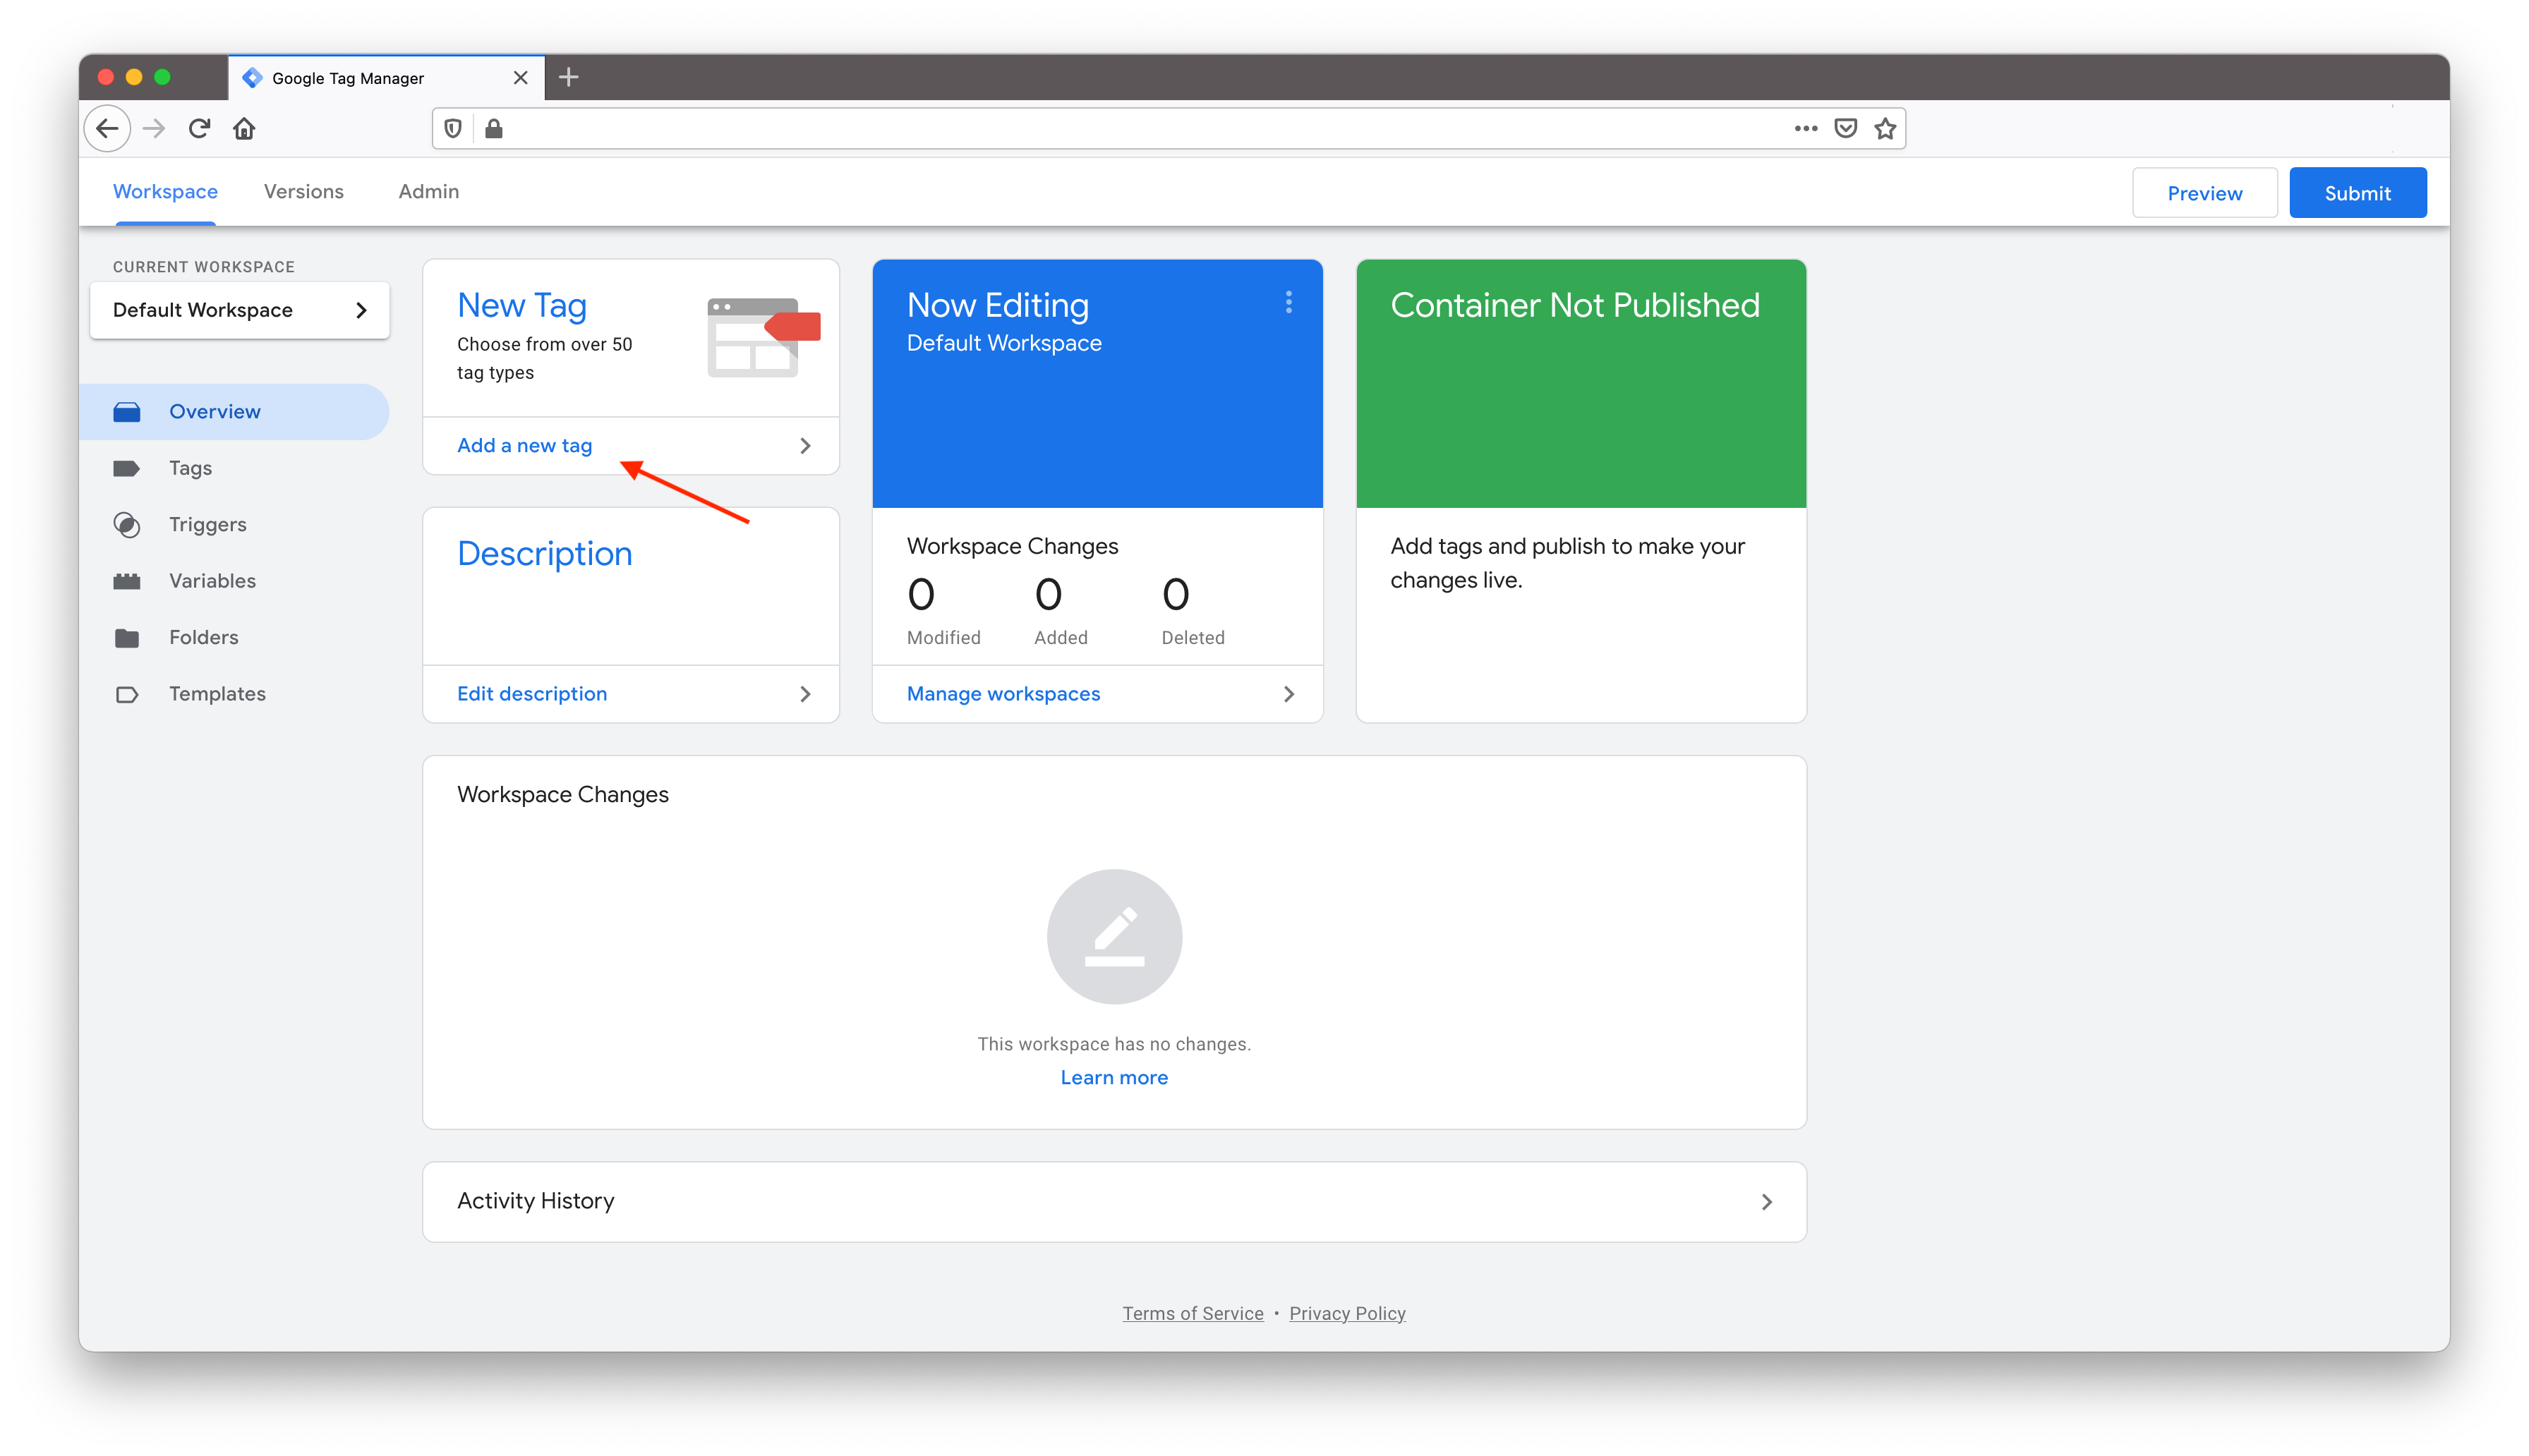 Google Tag Manager
Workspace
Versions
Admin
Preview
Submit
CURRENT WORKSPACE
Default Workspace
Overview
Tags
Triggers
Variables
Folders
Templates
New Tag
Choose from over 50
tag types
Add a new tag
Description
Edit description
Now Editing
Default Workspace
Workspace Changes
0 0 0
Modified Added Deleted
Manage workspaces
Container Not Published
Add tags and publish to make your
changes live.
Workspace Changes
This workspace has no changes.
Learn more
Activity History
Terms of Service • Privacy Policy